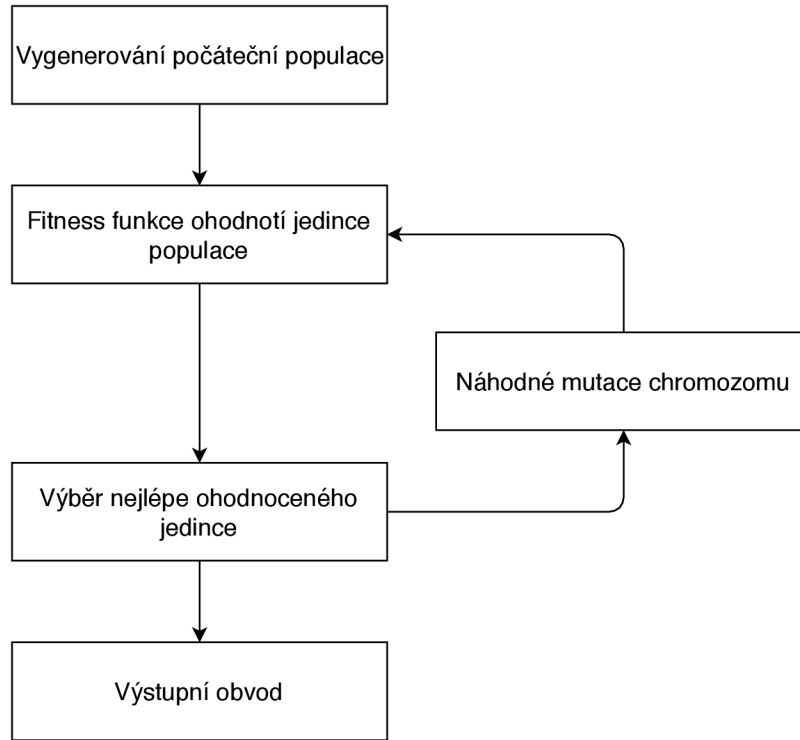 Vygenerování počáteční populace
Fitness funkce ohodnotí jedince
populace
Náhodné mutace chromozomu
Výběr nejlépe ohodnoceného
jedince
Výstupní obvod